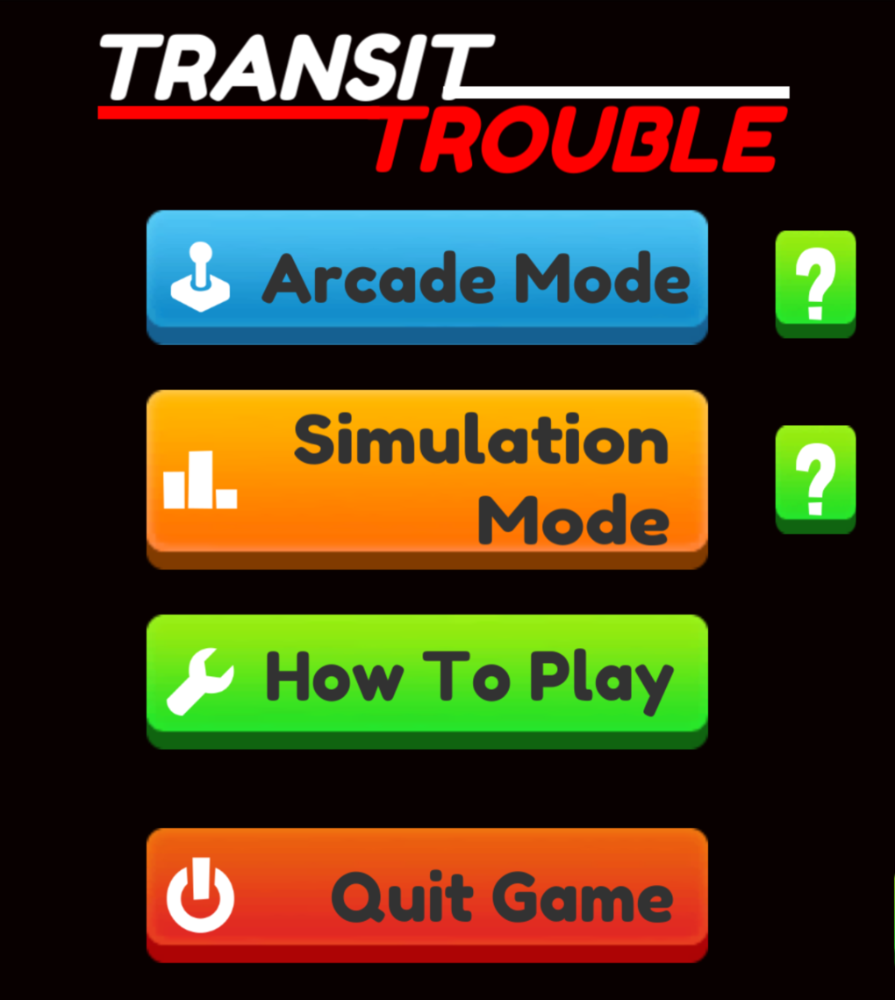 TRANSIT
TROUBLE
Arcade Mode
?
Simulation
Mode
?
How To Play
Quit Game